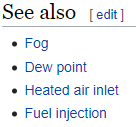 See also [ edit ]
Fog
Dew point
Heated air inlet
Fuel injection